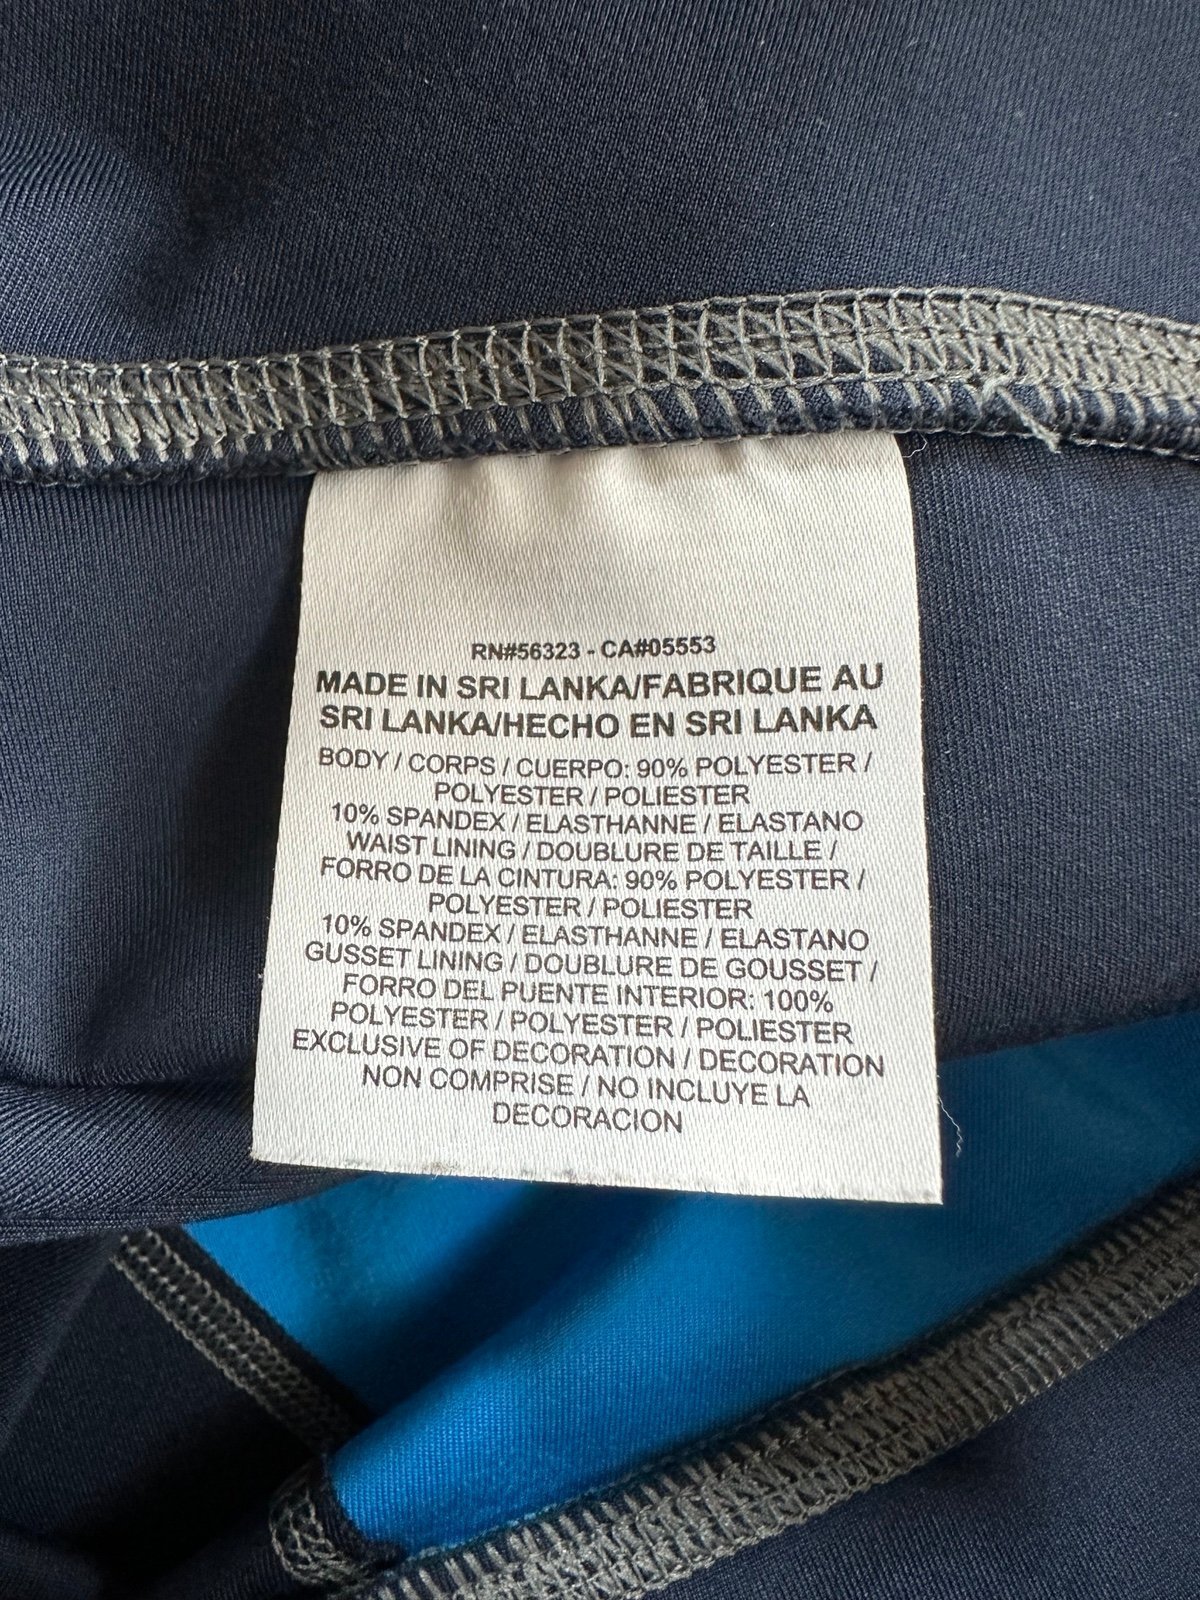 RN#56323 - CA#05553
MADE IN SRI LANKA/FABRIQUE AU
SRI LANKA/HECHO EN SRI LANKA
BODY / CORPS / CUERPO: 90% POLYESTER /
POLYESTER / POLIESTER
10% SPANDEX / ELASTHANNE / ELASTANO
WAIST LINING / DOUBLURE DE TAILLE /
FORRO DE LA CINTURA: 90% POLYESTER /
POLYESTER / POLIESTER
10% SPANDEX / ELASTHANNE / ELASTANO
GUSSET LINING / DOUBLURE DE GOUSSET /
FORRO DEL PUENTE INTERIOR: 100%
POLYESTER / POLYESTER / POLIESTER
EXCLUSIVE OF DECORATION / DECORATION
NON COMPRISE / NO INCLUYE LA
DECORACION